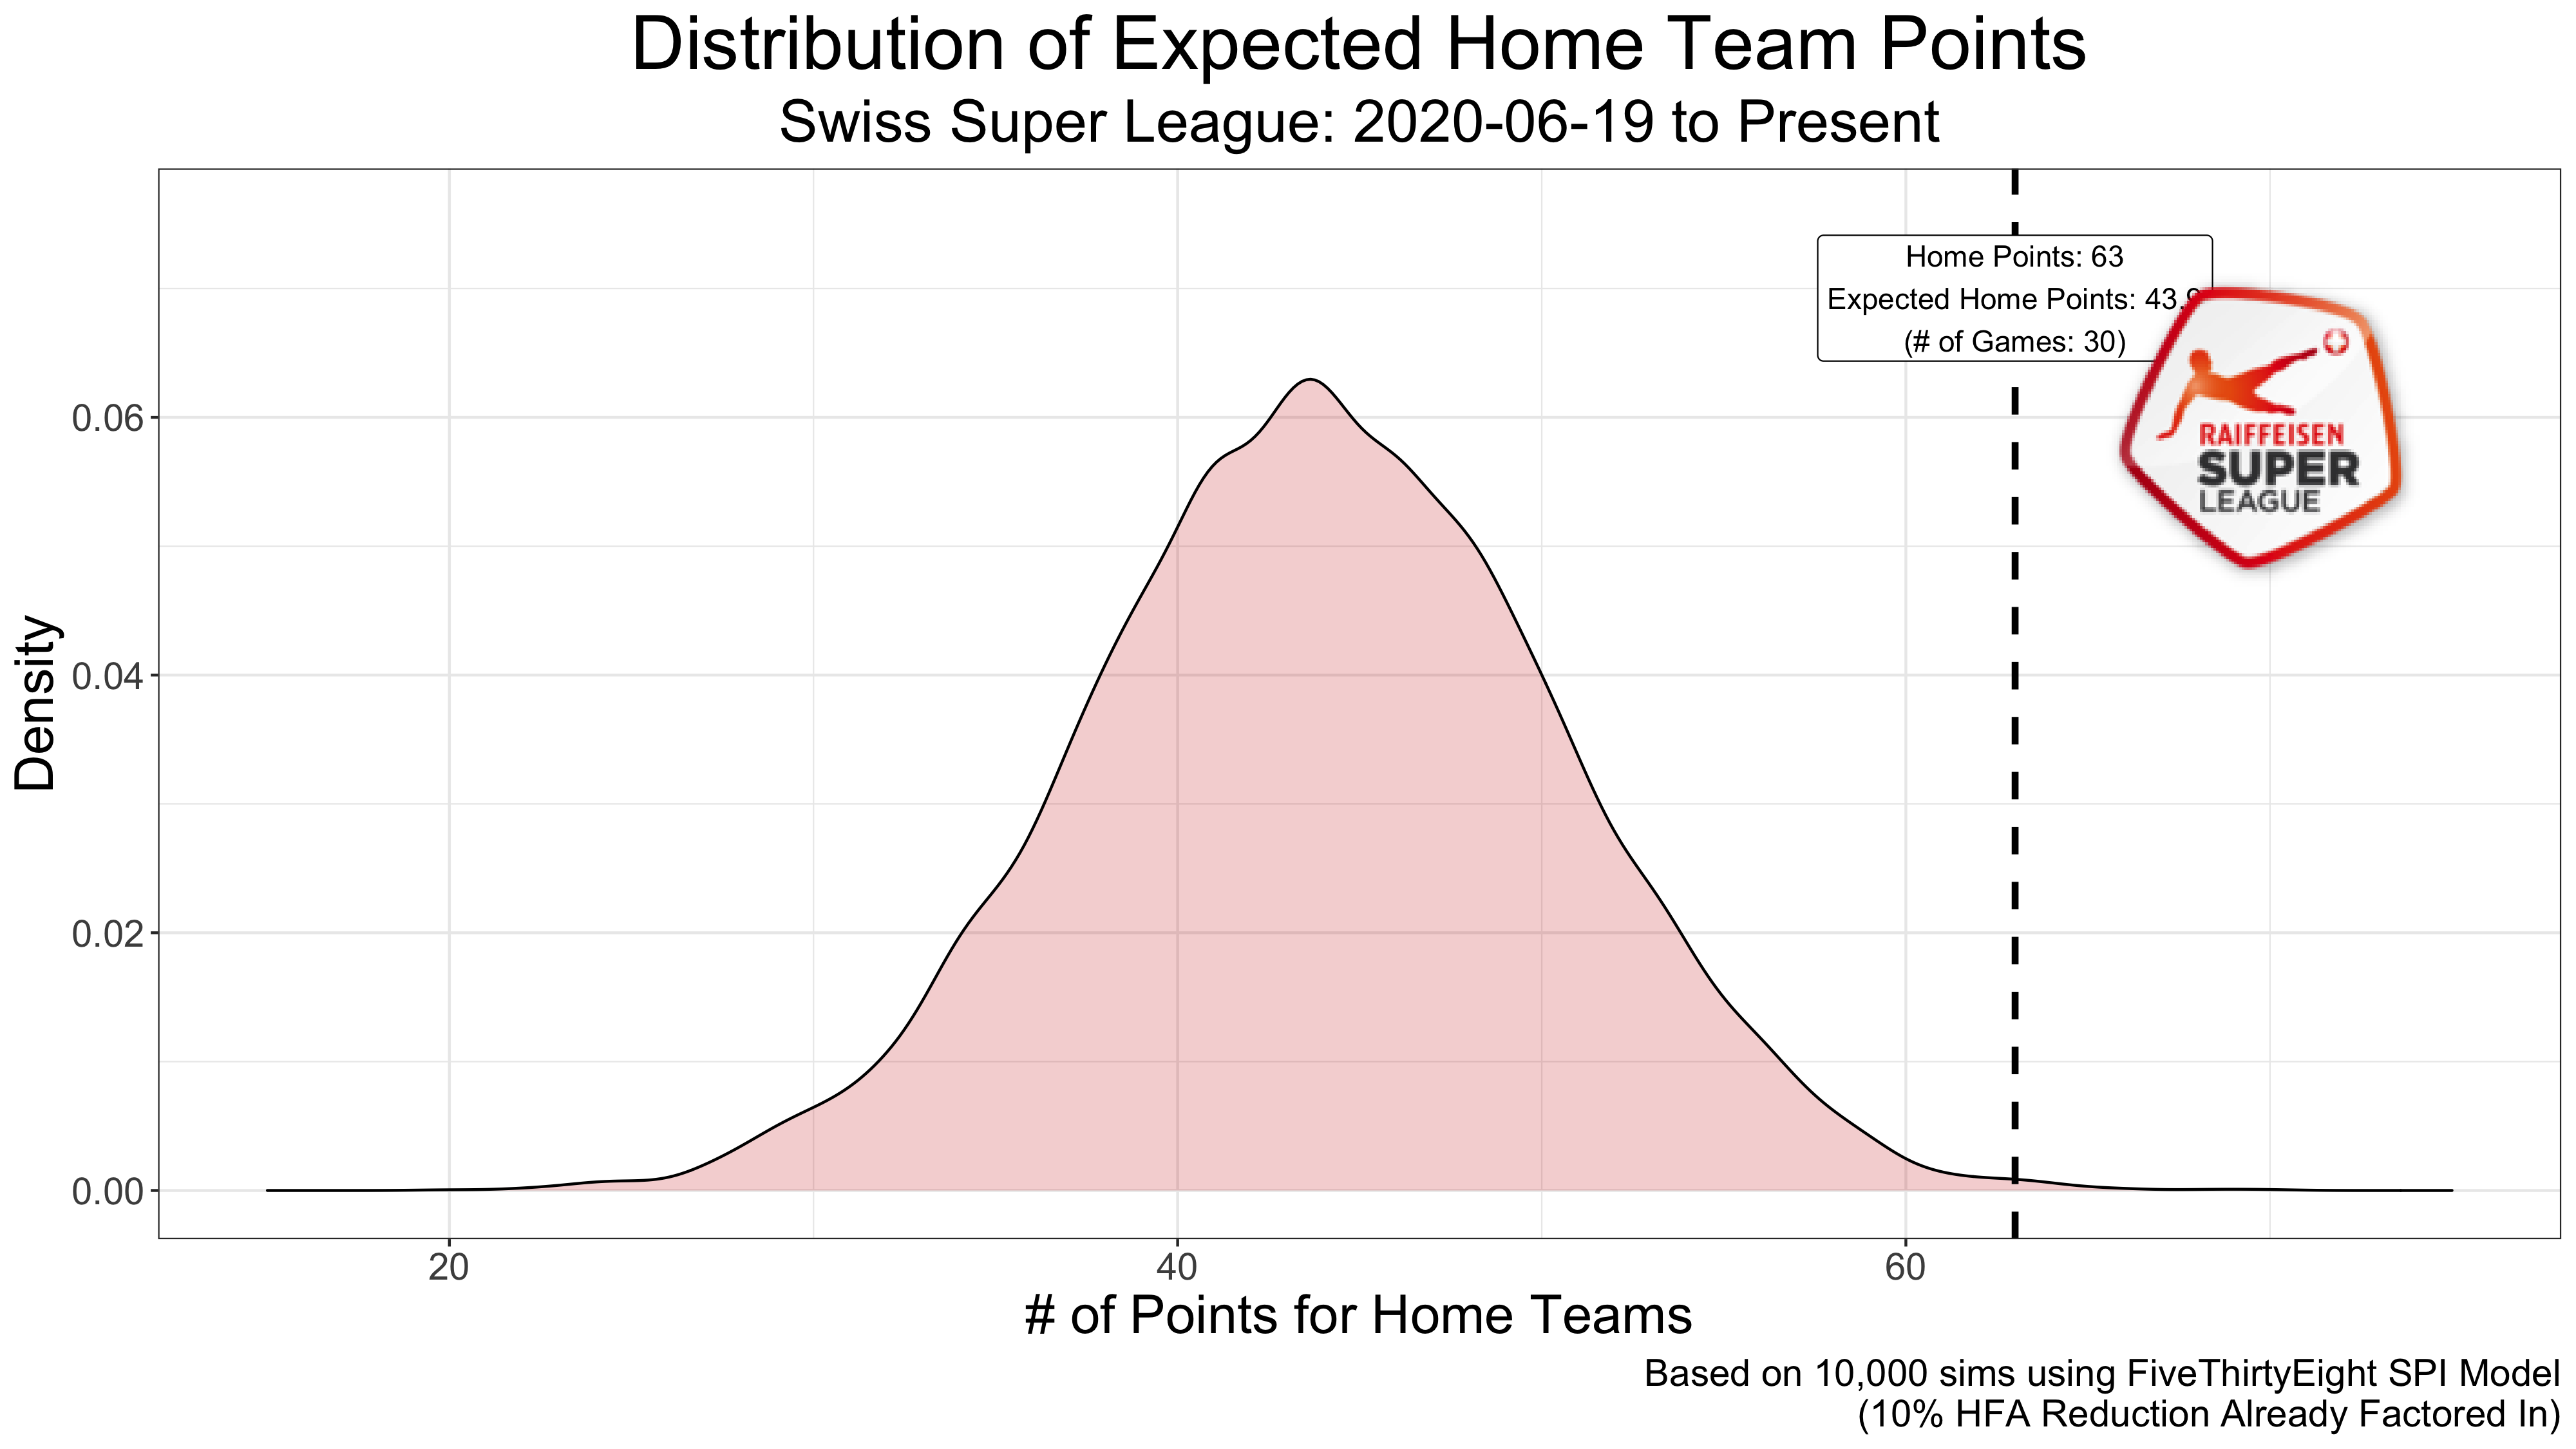 Distribution of Expected Home Team Points
Swiss Super League: 2020-06-19 to Present
Home Points: 63
Expected Home Points:
(# of Games: 30)
RAIFFEISEN
SUPER
LEAGUE
Density
0.06
0.04
0.02
0.00
20
40
60
# of Points for Home Teams
Based on 10,000 sims using FiveThirtyEight SPI Model
(10% HFA Reduction Already Factored In)